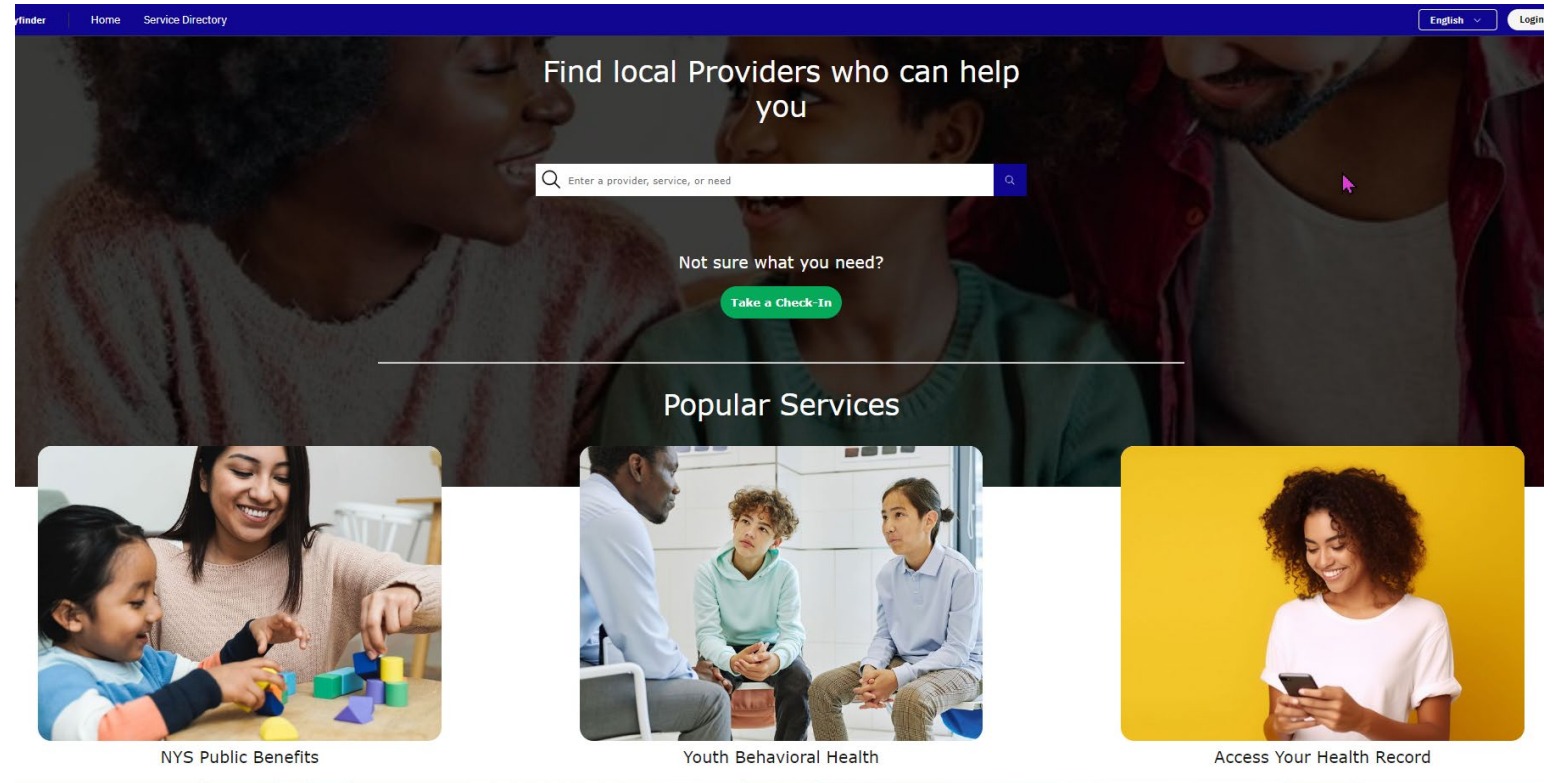 Home
Service Directory
English
Login
Find local Providers who can help
you
Enter a provider, service, or need
Not sure what you need?
Take a Check-In
Popular Services
NYS Public Benefits
Youth Behavioral Health
Access Your Health Record